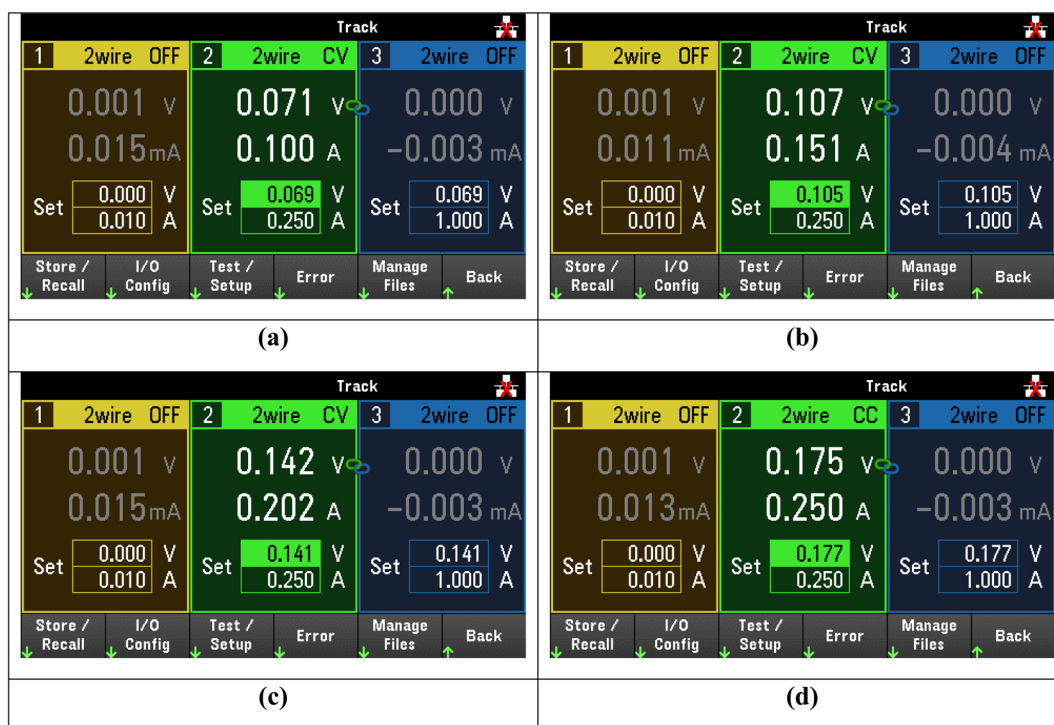 Track
1 2wire OFF 2 2wire CV 3 2wire OFF
0.001 V 0.071 V 0.000 V
0.015mA 0.100 A -0.003 mA
Set 0.000 V Set 0.069 V Set 0.069 V
0.010 A 0.250 A 1.000 A
Store / Recall I/O Config Test / Setup Error Manage Files Back
(a)
Track
1 2wire OFF 2 2wire CV 3 2wire OFF
0.001 V 0.107 V 0.000 V
0.011mA 0.151 A -0.004 mA
Set 0.000 V Set 0.105 V Set 0.105 V
0.010 A 0.250 A 1.000 A
Store / Recall I/O Config Test / Setup Error Manage Files Back
(b)
Track
1 2wire OFF 2 2wire CV 3 2wire OFF
0.001 V 0.142 V 0.000 V
0.015mA 0.202 A -0.003 mA
Set 0.000 V Set 0.141 V Set 0.141 V
0.010 A 0.250 A 1.000 A
Store / Recall I/O Config Test / Setup Error Manage Files Back
(c)
Track
1 2wire OFF 2 2wire CC 3 2wire OFF
0.001 V 0.175 V 0.000 V
0.013mA 0.250 A -0.003 mA
Set 0.000 V Set 0.177 V Set 0.177 V
0.010 A 0.250 A 1.000 A
Store / Recall I/O Config Test / Setup Error Manage Files Back
(d)